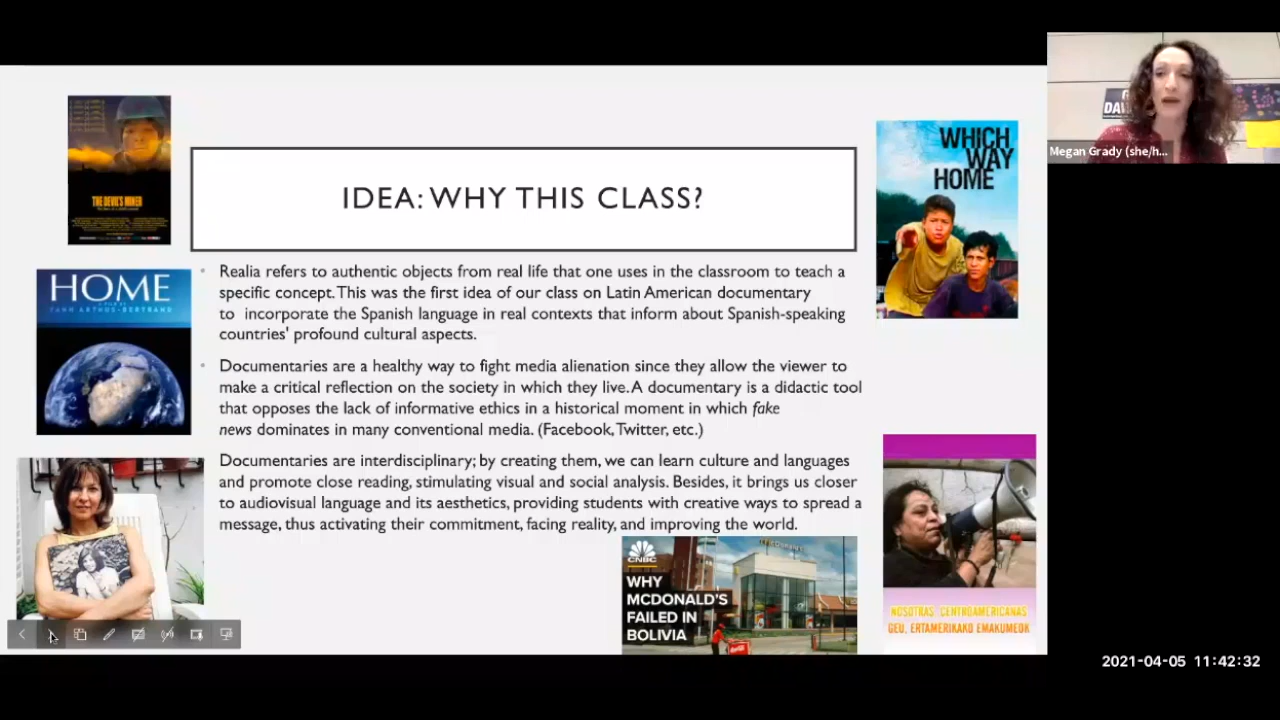 IDEA: WHY THIS CLASS?
Realia refers to authentic objects from real life that one uses in the classroom to teach a
specific concept. This was the first idea of our class on Latin American documentary
to incorporate the Spanish language in real contexts that inform about Spanish-speaking
countries' profound cultural aspects.
Documentaries are a healthy way to fight media alienation since they allow the viewer to
make a critical reflection on the society in which they live. A documentary is a didactic tool
that opposes the lack of informative ethics in a historical moment in which fake
news dominates in many conventional media. (Facebook, Twitter, etc.)
Documentaries are interdisciplinary; by creating them, we can learn culture and languages
and promote close reading, stimulating visual and social analysis. Besides, it brings us closer
to audiovisual language and its aesthetics, providing students with creative ways to spread a
message, thus activating their commitment, facing reality, and improving the world.
THE DEVIL'S MINER
HOME
YANN ARTHUS-BERTRAND
WHICH
WAY
HOME
CNBC
WHY
MCDONALD'S
FAILED IN
BOLIVIA
NOSOTRAS, CENTROAMERICANAS
GEU, ERTAMERIKAKO EMAKUMEOK
Megan Grady (she/h...
2021-04-05 11:42:32